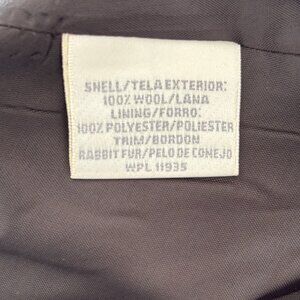 SHELL/TELA EXTERIOR:
100% WOOL/LANA
LINING/FORRO:
100% POLYESTER/POLIESTER
TRIM/BORDON
RABBIT FUR/PELO DE CONEJO
WPL 11935